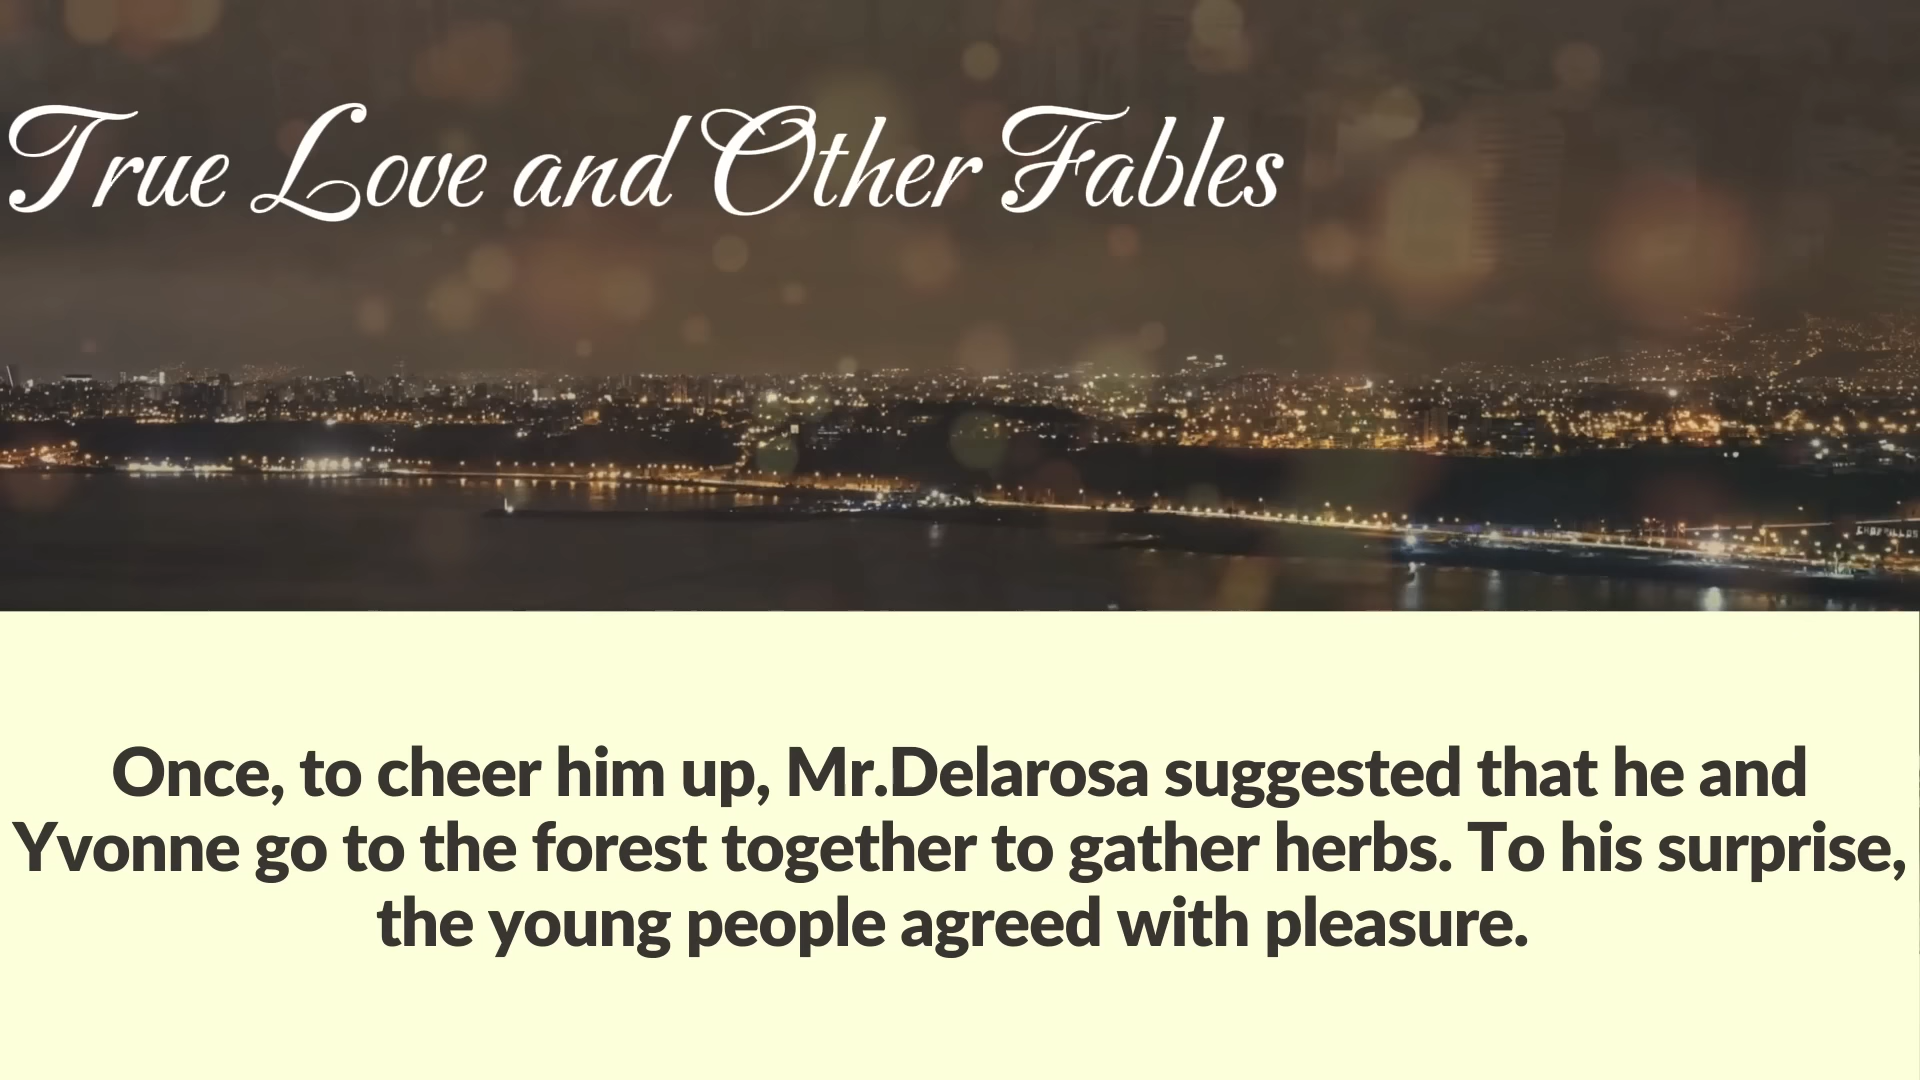 True Love and Other Fables
Once, to cheer him up, Mr.Delarosa suggested that he and
Yvonne go to the forest together to gather herbs. To his surprise,
the young people agreed with pleasure.